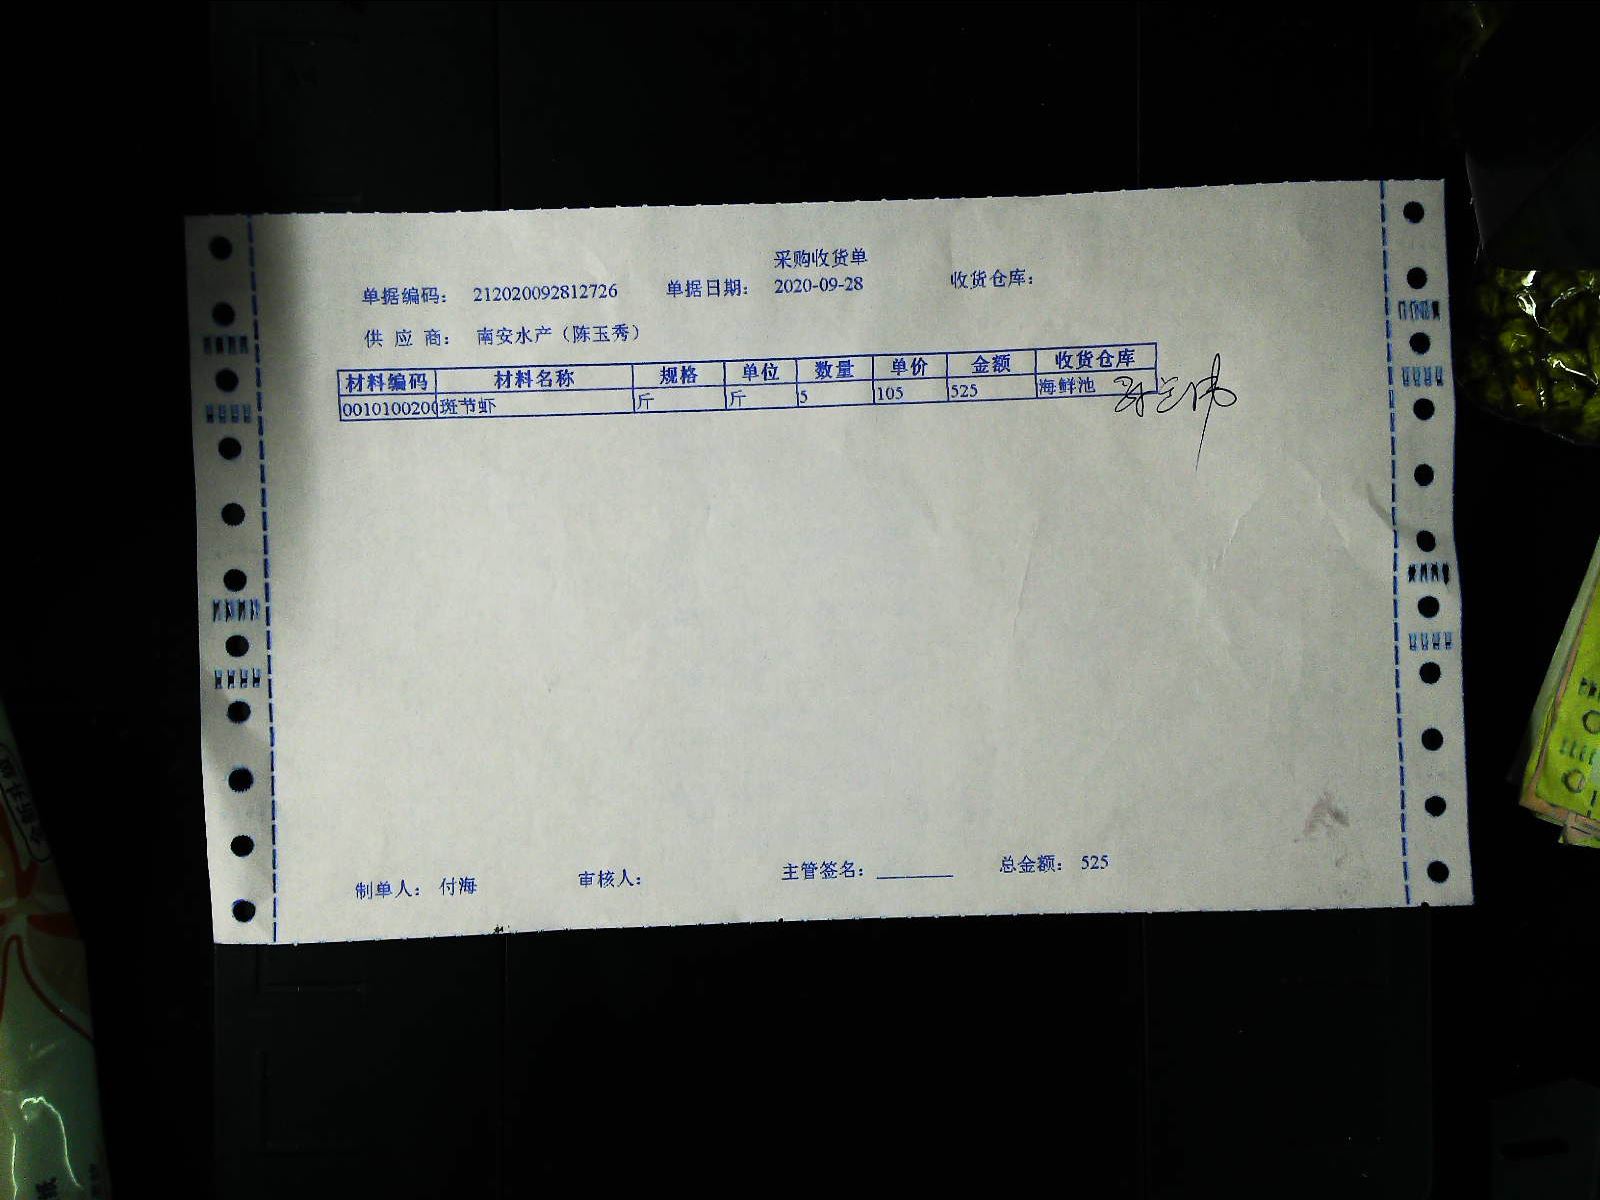 采购收货单
单据编码: 212020092812726 单据日期: 2020-09-28 收货仓库:
供 应 商: 南安水产（陈玉秀）
材料编码 材料名称 规格 单位 数量 单价 金额 收货仓库
0010100200 斑节虾 斤 斤 5 105 525 海鲜池
制单人: 付海 审核人: 主管签名: ________ 总金额: 525